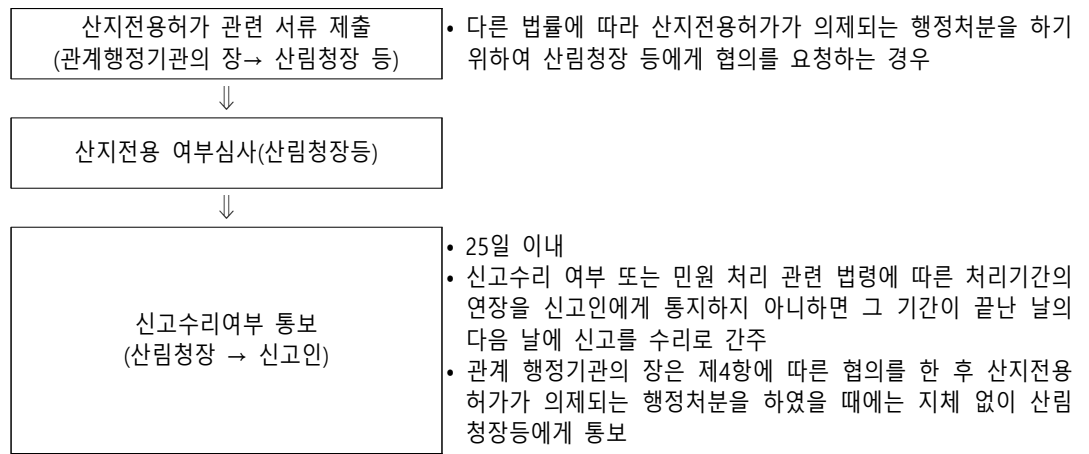 산지전용허가 관련 서류 제출
(관계행정기관의 장→ 산림청장 등)
• 다른 법률에 따라 산지전용허가가 의제되는 행정처분을 하기
위하여 산림청장 등에게 협의를 요청하는 경우
⇓
산지전용 여부심사(산림청장등)
⇓
신고수리여부 통보
(산림청장 → 신고인)
• 25일 이내
• 신고수리 여부 또는 민원 처리 관련 법령에 따른 처리기간의
연장을 신고인에게 통지하지 아니하면 그 기간이 끝난 날의
다음 날에 신고를 수리로 간주
• 관계 행정기관의 장은 제4항에 따른 협의를 한 후 산지전용
허가가 의제되는 행정처분을 하였을 때에는 지체 없이 산림
청장등에게 통보